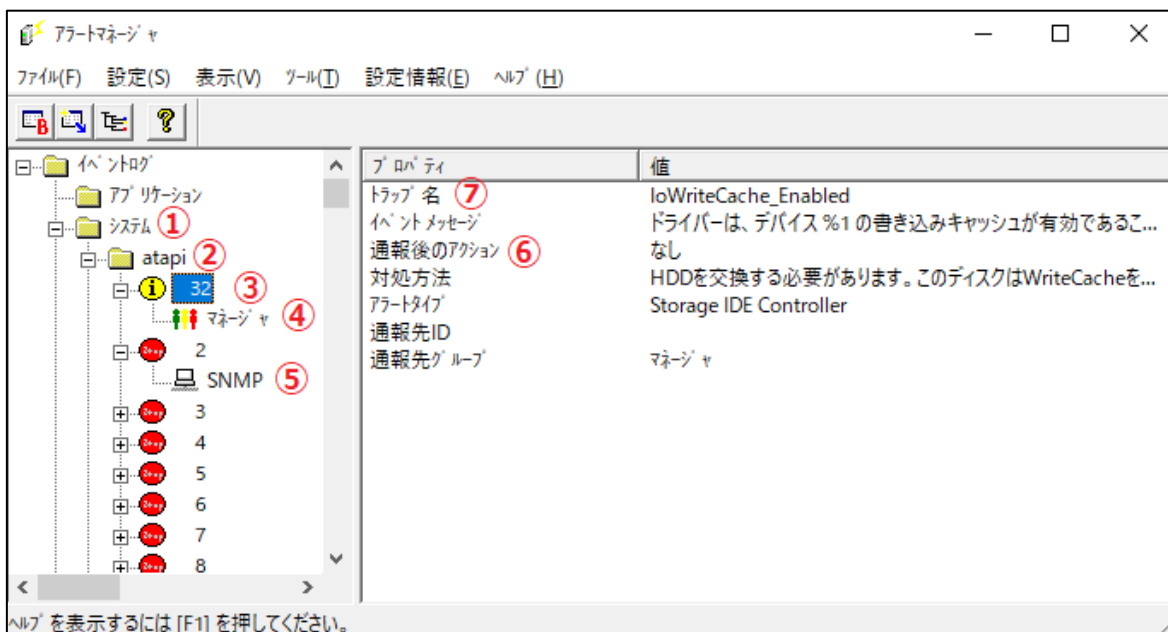 アラートマネージャ
ファイル(F) 設定(S) 表示(V) ツール(T) 設定情報(E) ヘルプ(H)
イベントログ
アプリケーション
システム ①
atapi ②
32 ③
マネージャ ④
2
SNMP ⑤
3
4
5
6
7
8
プロパティ 値
トラップ名 ⑦ IoWriteCache_Enabled
イベントメッセージ ドライバーは、デバイス %1 の書き込みキャッシュが有効であるこ...
通報後のアクション ⑥ なし
対処方法 HDDを交換する必要があります。このディスクはWriteCacheを...
アラートタイプ Storage IDE Controller
通報先ID
通報先グループ マネージャ
ヘルプを表示するには [F1] を押してください。